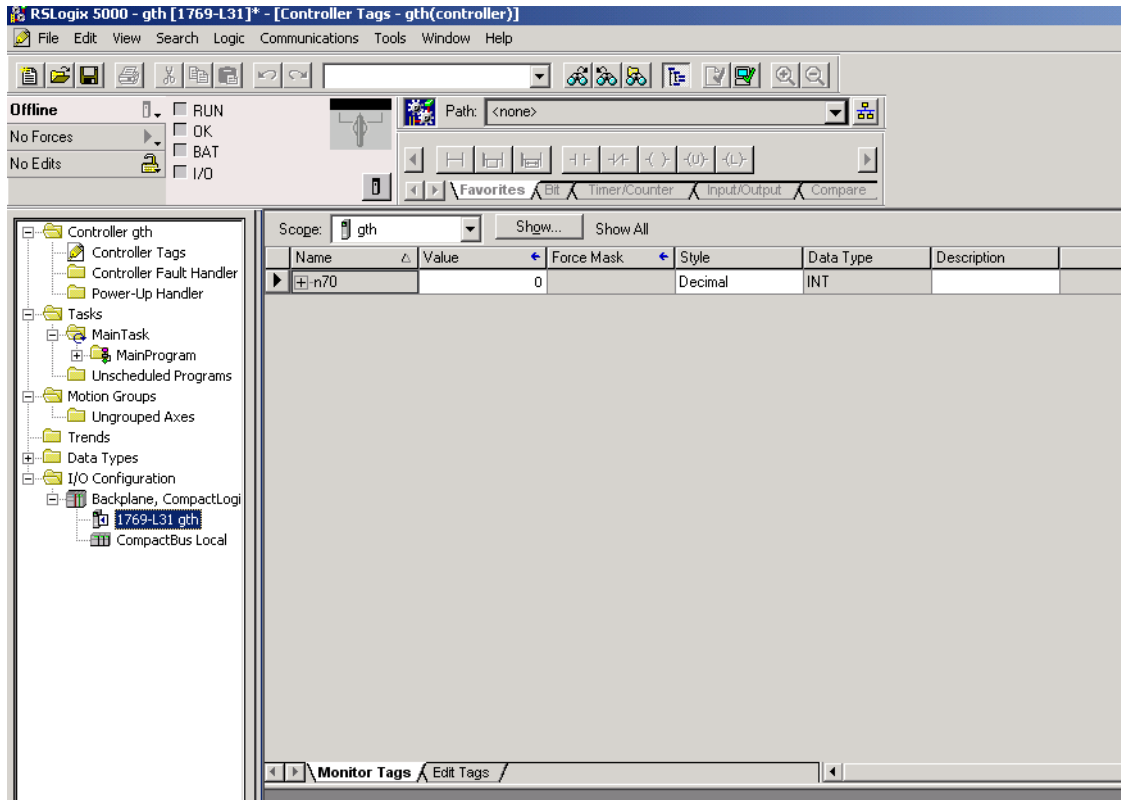 RSLogix 5000 - gth [1769-L31]* - [Controller Tags - gth(controller)]
File Edit View Search Logic Communications Tools Window Help
Offline
RUN
Path: <none>
No Forces
OK
No Edits
BAT
I/O
Favorites Bit Timer/Counter Input/Output Compare
Controller gth
Controller Tags
Controller Fault Handler
Power-Up Handler
Tasks
MainTask
MainProgram
Unscheduled Programs
Motion Groups
Ungrouped Axes
Trends
Data Types
I/O Configuration
Backplane, CompactLogi
1769-L31 gth
CompactBus Local
Scope: gth Show... Show All
Name Value Force Mask Style Data Type Description
n70 0 Decimal INT
Monitor Tags Edit Tags